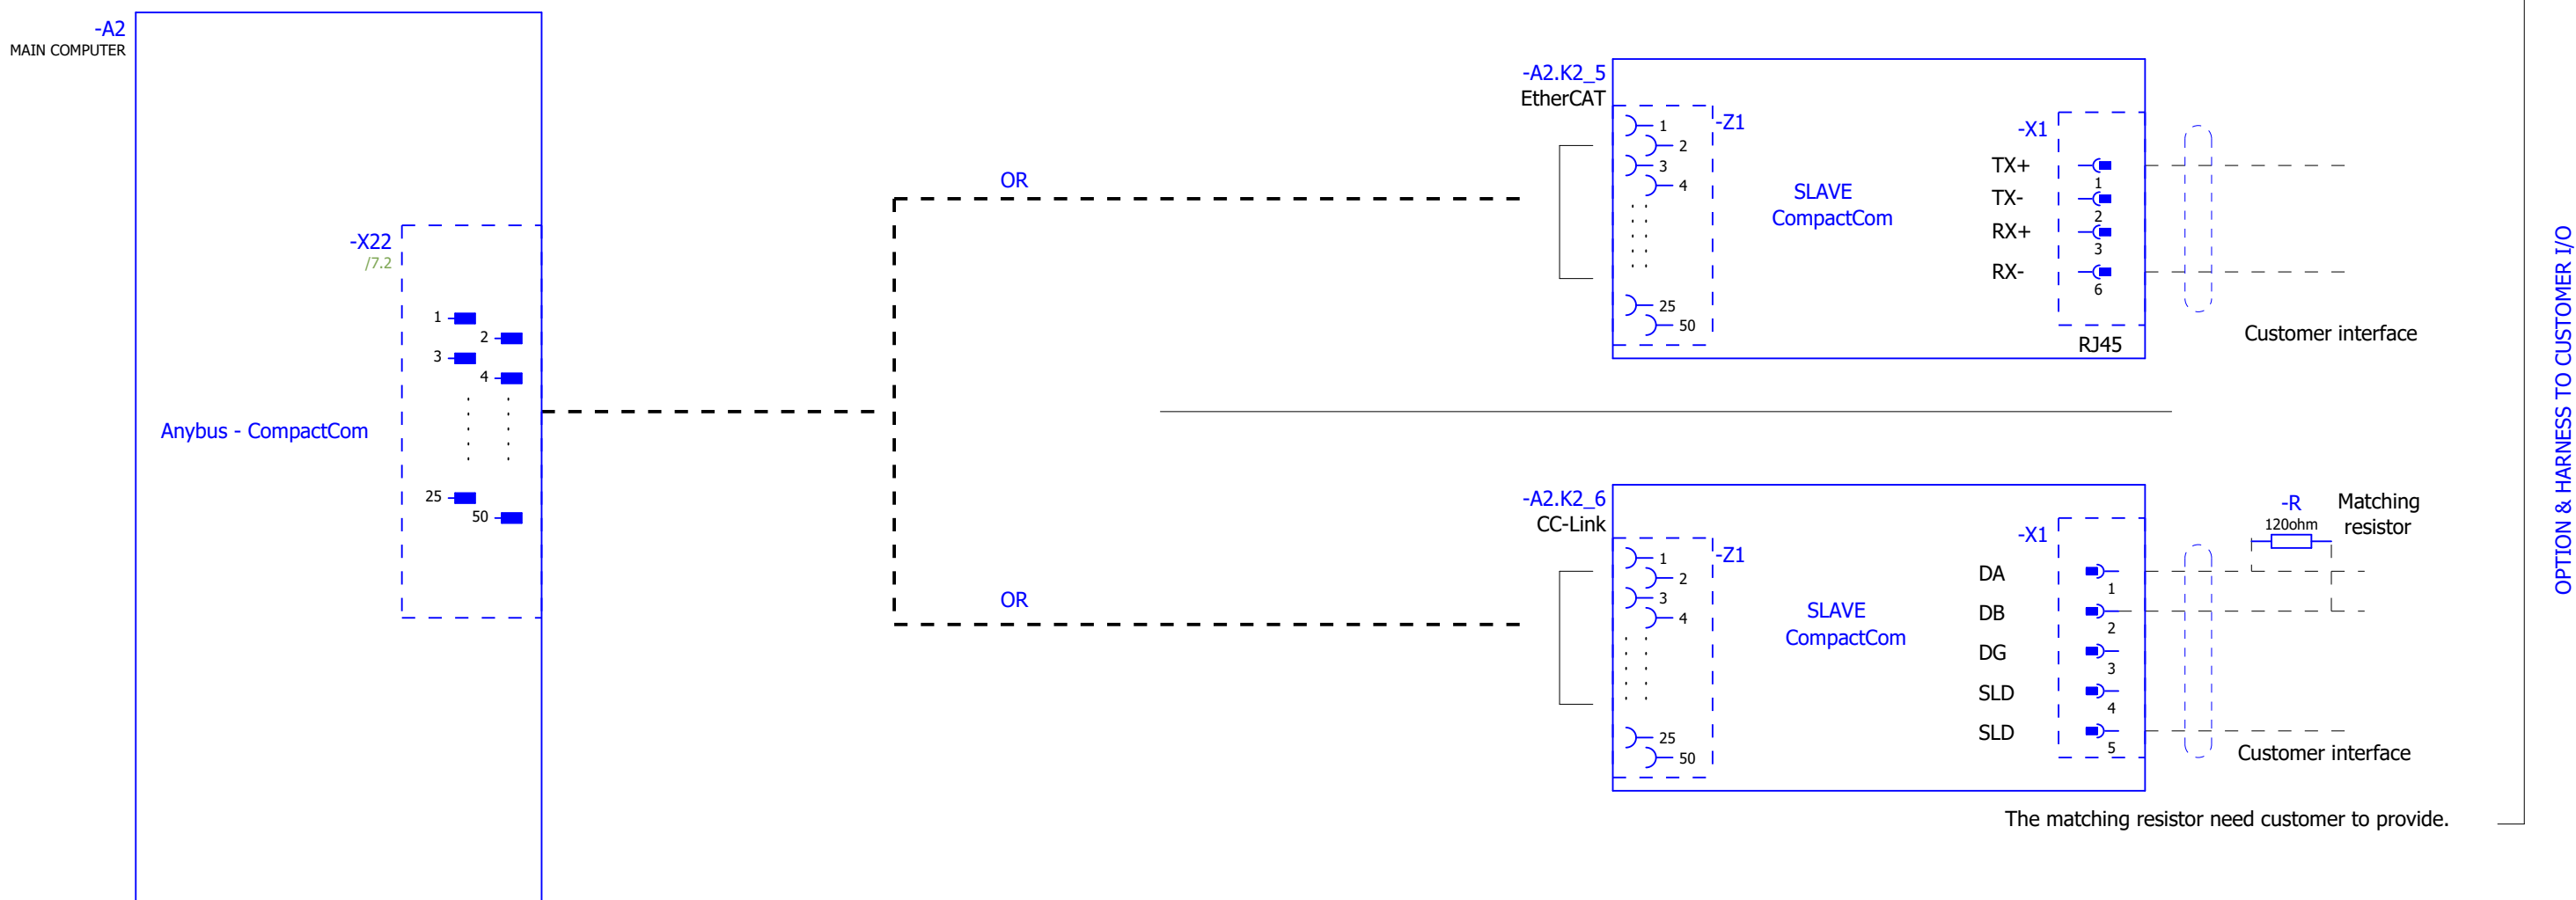 -A2
MAIN COMPUTER
-X22
/7.2
1
2
3
4
25
50
Anybus - CompactCom
OR
OR
-A2.K2_5
EtherCAT
-Z1
1
2
3
4
25
50
SLAVE
CompactCom
-X1
TX+
1
TX-
2
RX+
3
RX-
6
RJ45
Customer interface
-A2.K2_6
CC-Link
-Z1
1
2
3
4
25
50
SLAVE
CompactCom
-X1
DA
1
DB
2
DG
3
SLD
4
SLD
5
-R
120ohm
Matching
resistor
Customer interface
The matching resistor need customer to provide.
OPTION & HARNESS TO CUSTOMER I/O